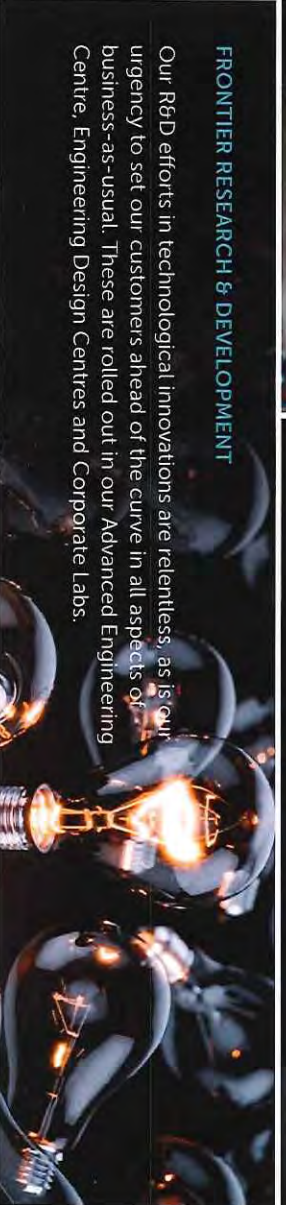 FRONTIER RESEARCH & DEVELOPMENT
Our R&D efforts in technological innovations are relentless, as is our
urgency to set our customers ahead of the curve in all aspects of
business-as-usual. These are rolled out in our Advanced Engineering
Centre, Engineering Design Centres and Corporate Labs.